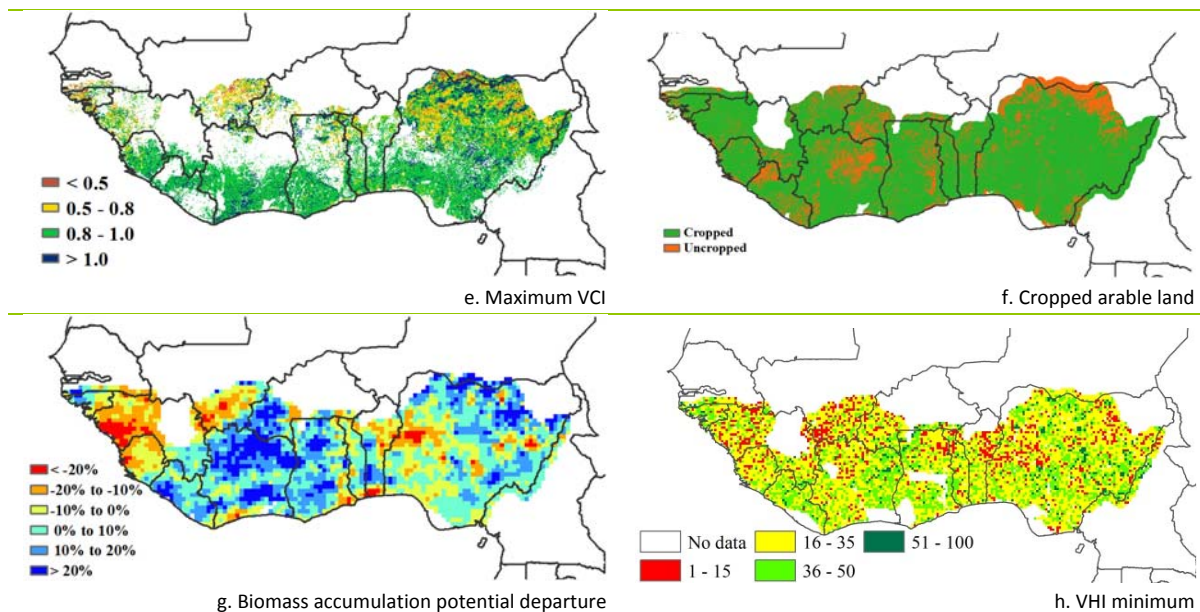 < 0.5
0.5 - 0.8
0.8 - 1.0
> 1.0
e. Maximum VCI
Cropped
Uncropped
f. Cropped arable land
< -20%
-20% to -10%
-10% to 0%
0% to 10%
10% to 20%
> 20%
g. Biomass accumulation potential departure
No data
16 - 35
51 - 100
1 - 15
36 - 50
h. VHI minimum